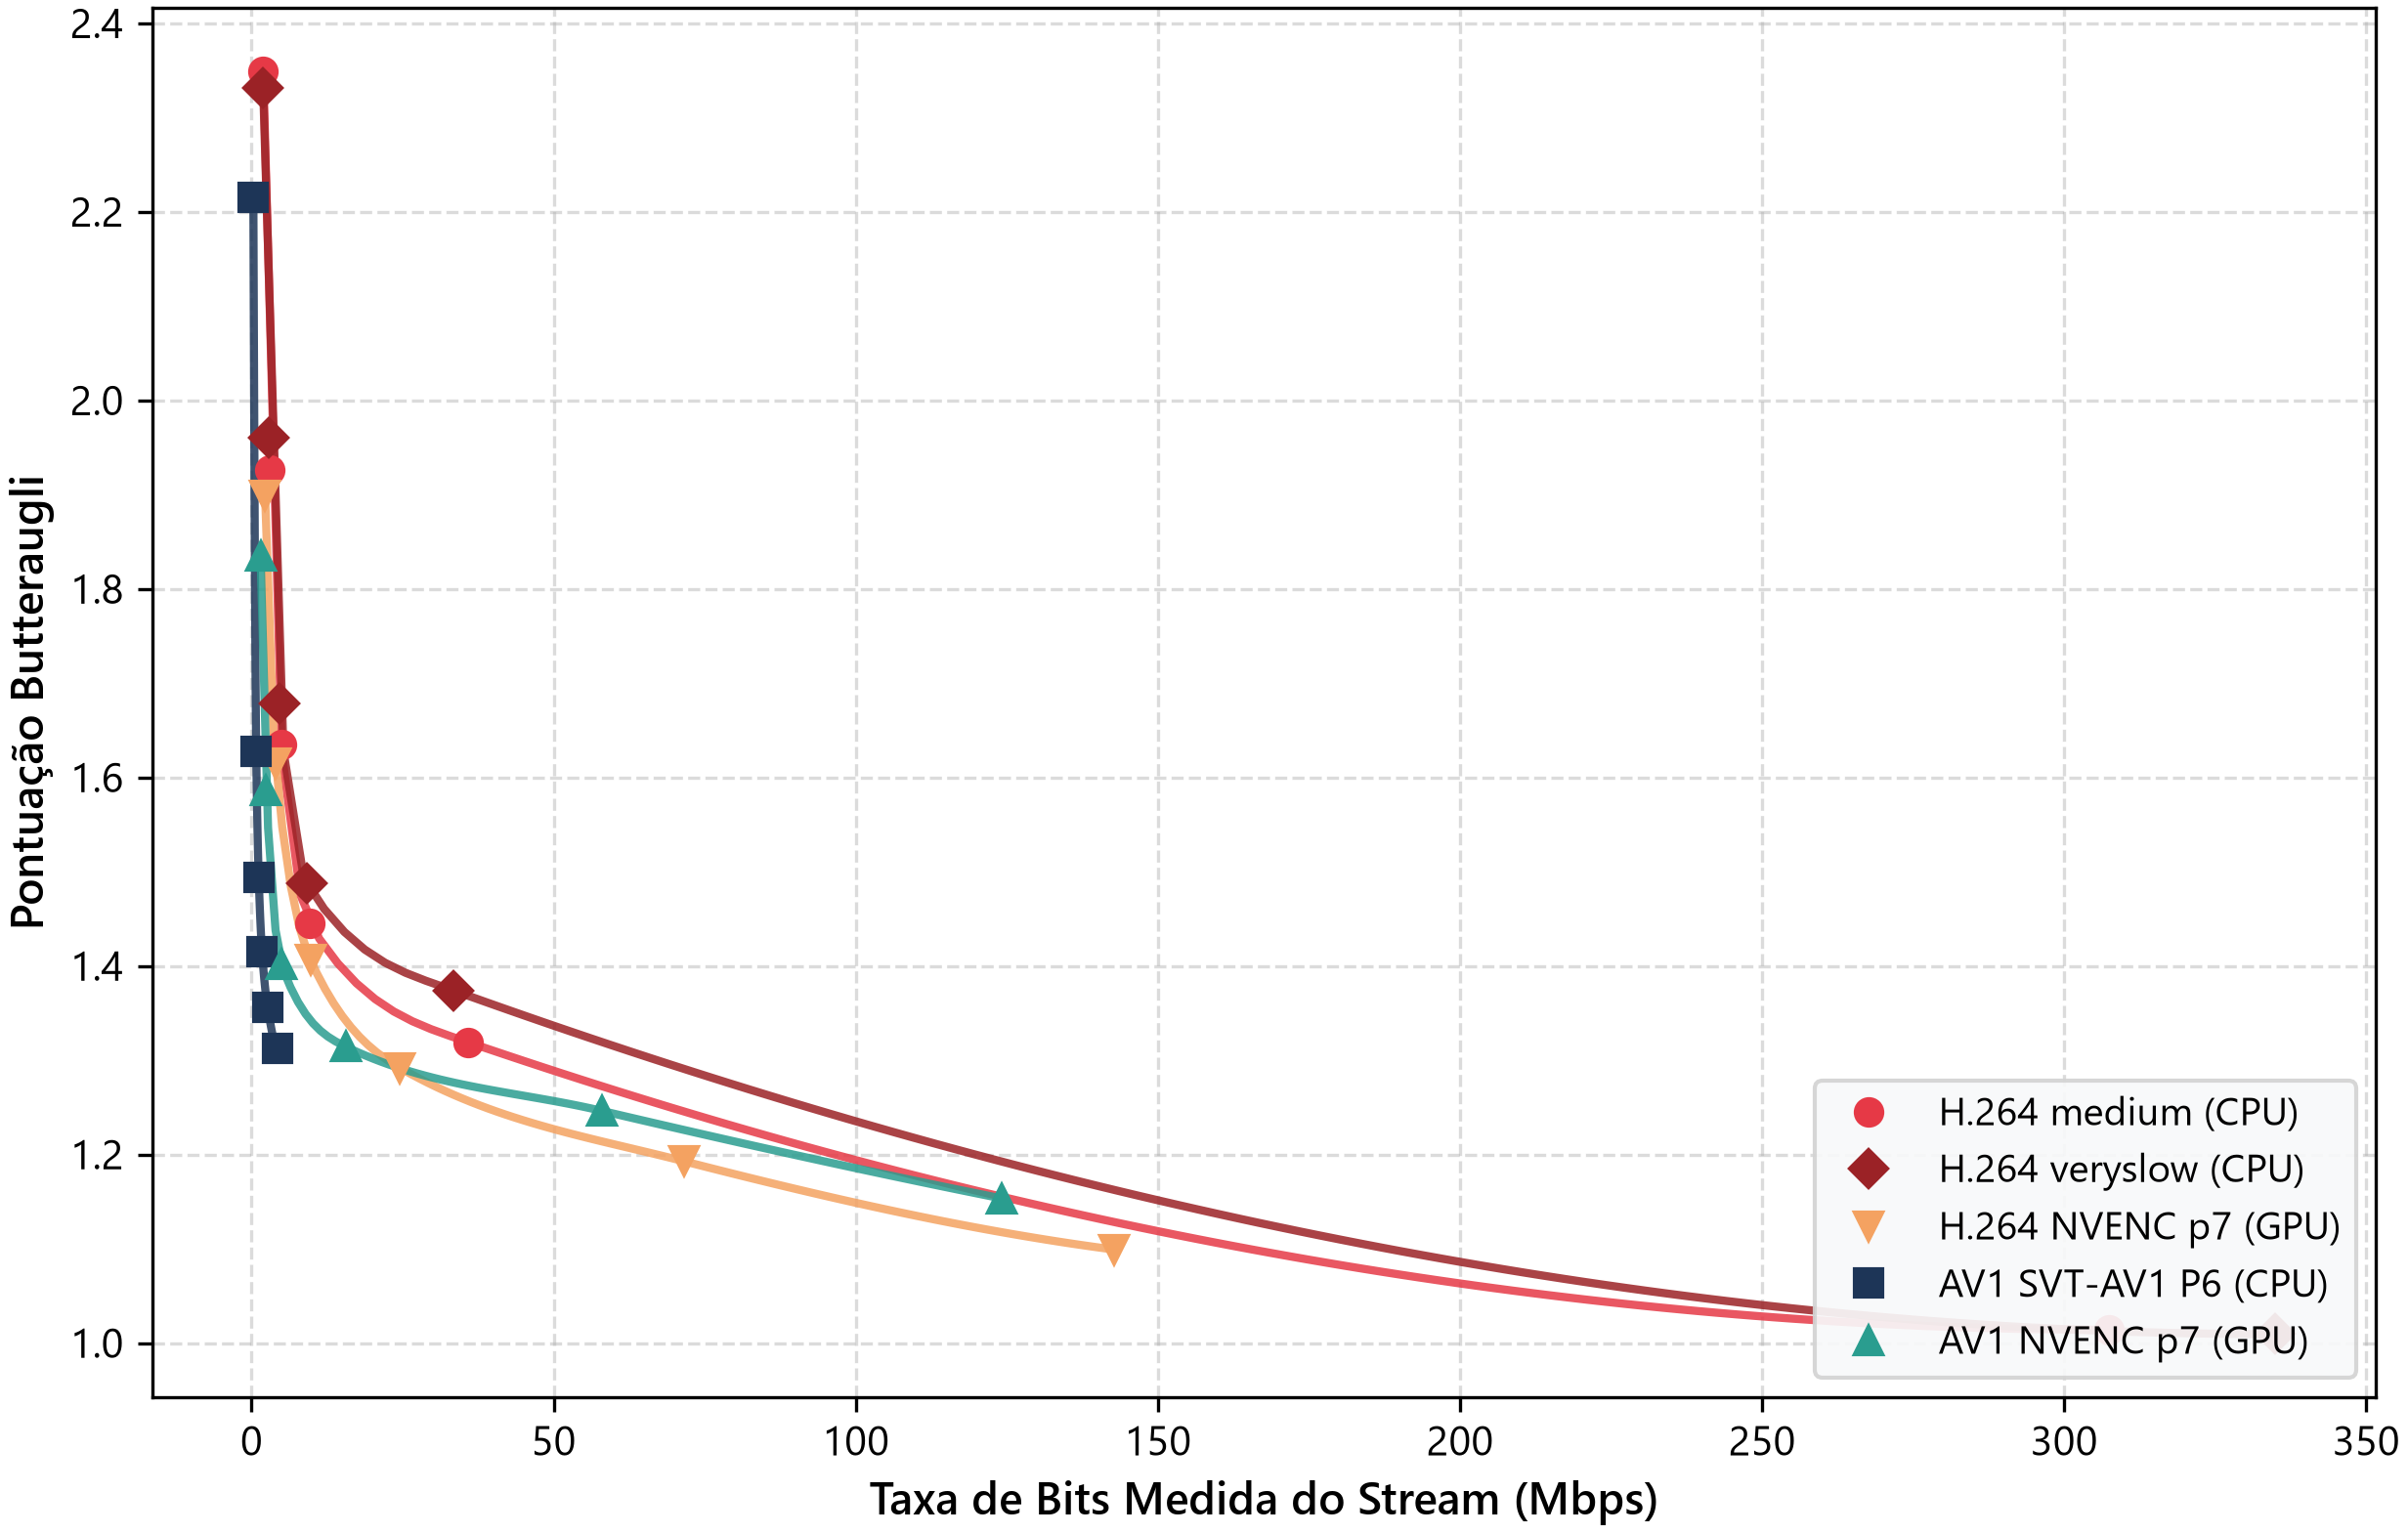 2.4
2.2
2.0
1.8
1.6
1.4
1.2
1.0
Pontuação Butteraugli
0 50 100 150 200 250 300 350
Taxa de Bits Medida do Stream (Mbps)
H.264 medium (CPU)
H.264 veryslow (CPU)
H.264 NVENC p7 (GPU)
AV1 SVT-AV1 P6 (CPU)
AV1 NVENC p7 (GPU)